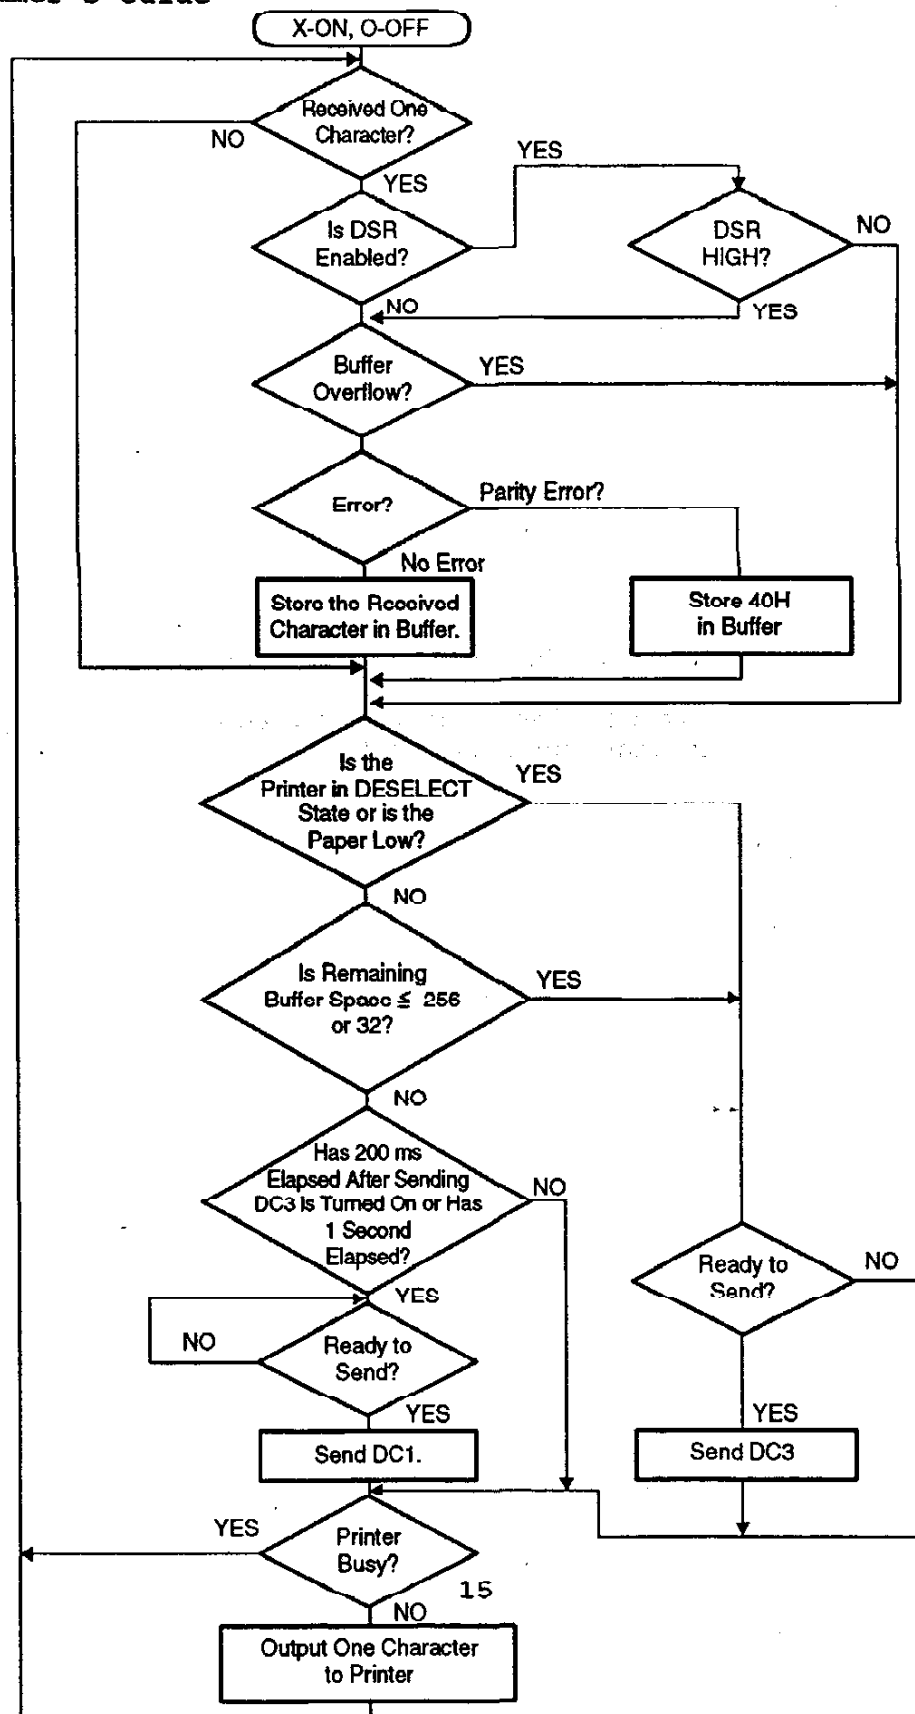 X-ON, O-OFF
Received One
Character?
NO
YES
YES
Is DSR
Enabled?
DSR
HIGH?
NO
NO
YES
Buffer
Overflow?
YES
Error?
Parity Error?
No Error
Store the Received
Character in Buffer.
Store 40H
in Buffer
Is the
Printer in DESELECT
State or is the
Paper Low?
YES
NO
Is Remaining
Buffer Space ≦ 256
or 32?
YES
NO
Has 200 ms
Elapsed After Sending
DC3 is Turned On or Has
1 Second
Elapsed?
NO
YES
Ready to
Send?
NO
Ready to
Send?
NO
YES
YES
Send DC1.
Send DC3
YES
Printer
Busy?
15
NO
Output One Character
to Printer